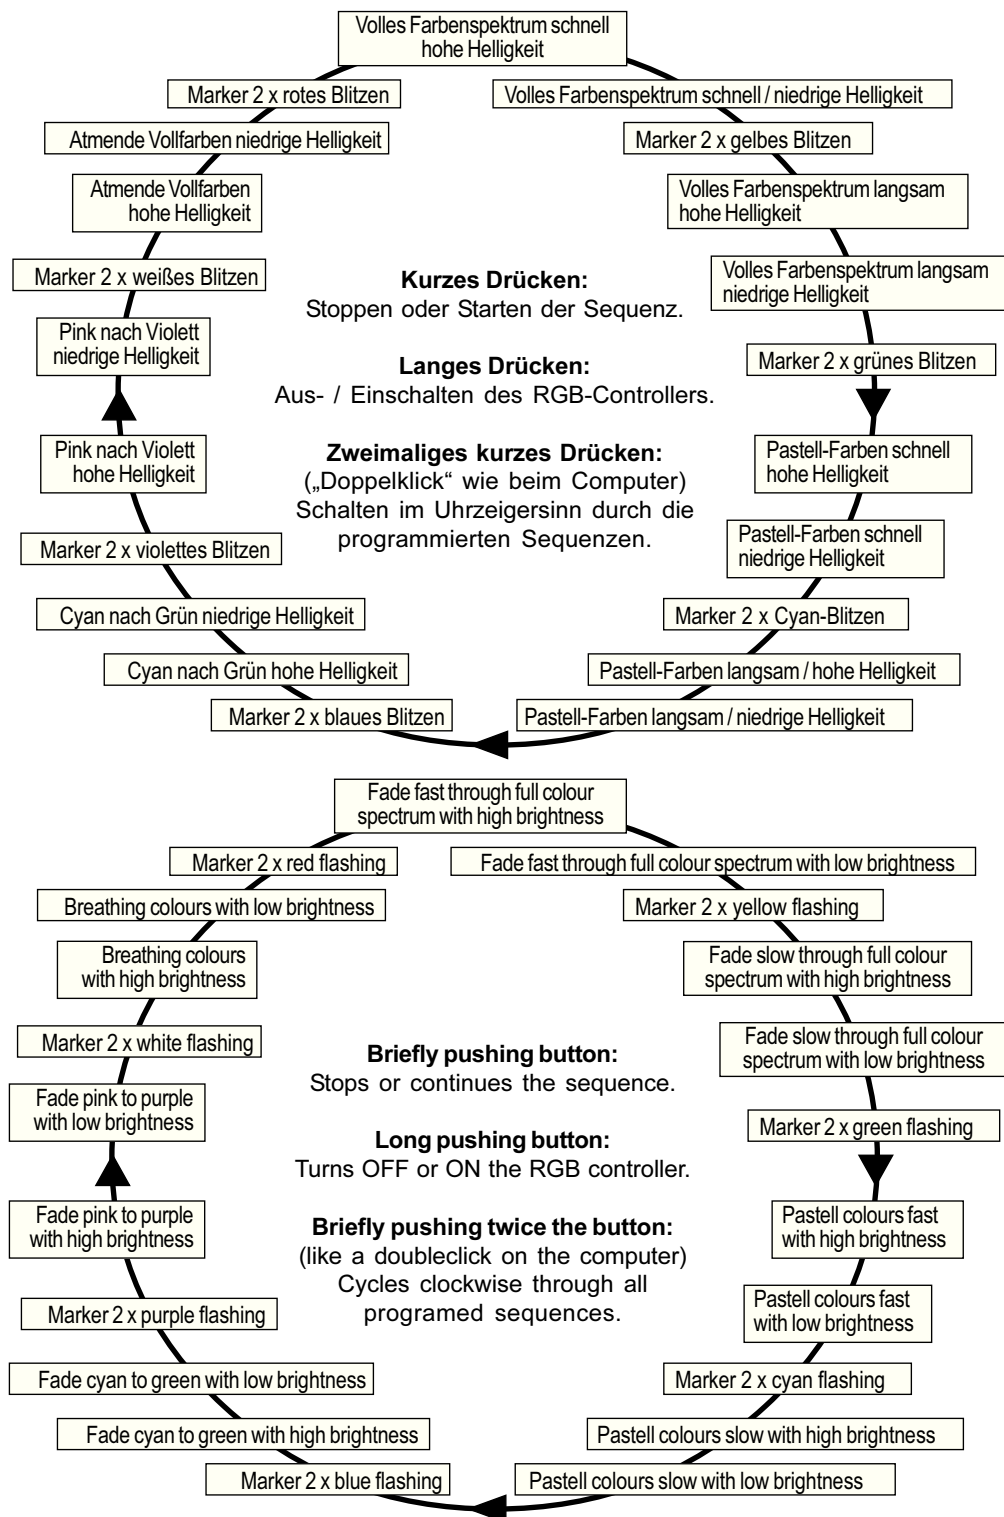 Volles Farbenspektrum schnell
hohe Helligkeit
Marker 2 x rotes Blitzen
Volles Farbenspektrum schnell / niedrige Helligkeit
Atmende Vollfarben niedrige Helligkeit
Marker 2 x gelbes Blitzen
Atmende Vollfarben
hohe Helligkeit
Volles Farbenspektrum langsam
hohe Helligkeit
Marker 2 x weißes Blitzen
Volles Farbenspektrum langsam
niedrige Helligkeit
Kurzes Drücken:
Stoppen oder Starten der Sequenz.
Pink nach Violett
niedrige Helligkeit
Marker 2 x grünes Blitzen
Langes Drücken:
Aus- / Einschalten des RGB-Controllers.
Pink nach Violett
hohe Helligkeit
Pastell-Farben schnell
hohe Helligkeit
Zweimaliges kurzes Drücken:
(„Doppelklick“ wie beim Computer)
Schalten im Uhrzeigersinn durch die
programmierten Sequenzen.
Marker 2 x violettes Blitzen
Pastell-Farben schnell
niedrige Helligkeit
Cyan nach Grün niedrige Helligkeit
Marker 2 x Cyan-Blitzen
Cyan nach Grün hohe Helligkeit
Pastell-Farben langsam / hohe Helligkeit
Marker 2 x blaues Blitzen
Pastell-Farben langsam / niedrige Helligkeit
Fade fast through full colour
spectrum with high brightness
Marker 2 x red flashing
Fade fast through full colour spectrum with low brightness
Breathing colours with low brightness
Marker 2 x yellow flashing
Breathing colours
with high brightness
Fade slow through full colour
spectrum with high brightness
Marker 2 x white flashing
Fade slow through full colour
spectrum with low brightness
Briefly pushing button:
Stops or continues the sequence.
Fade pink to purple
with low brightness
Marker 2 x green flashing
Long pushing button:
Turns OFF or ON the RGB controller.
Fade pink to purple
with high brightness
Pastell colours fast
with high brightness
Briefly pushing twice the button:
(like a doubleclick on the computer)
Cycles clockwise through all
programed sequences.
Marker 2 x purple flashing
Pastell colours fast
with low brightness
Fade cyan to green with low brightness
Marker 2 x cyan flashing
Fade cyan to green with high brightness
Pastell colours slow with high brightness
Marker 2 x blue flashing
Pastell colours slow with low brightness